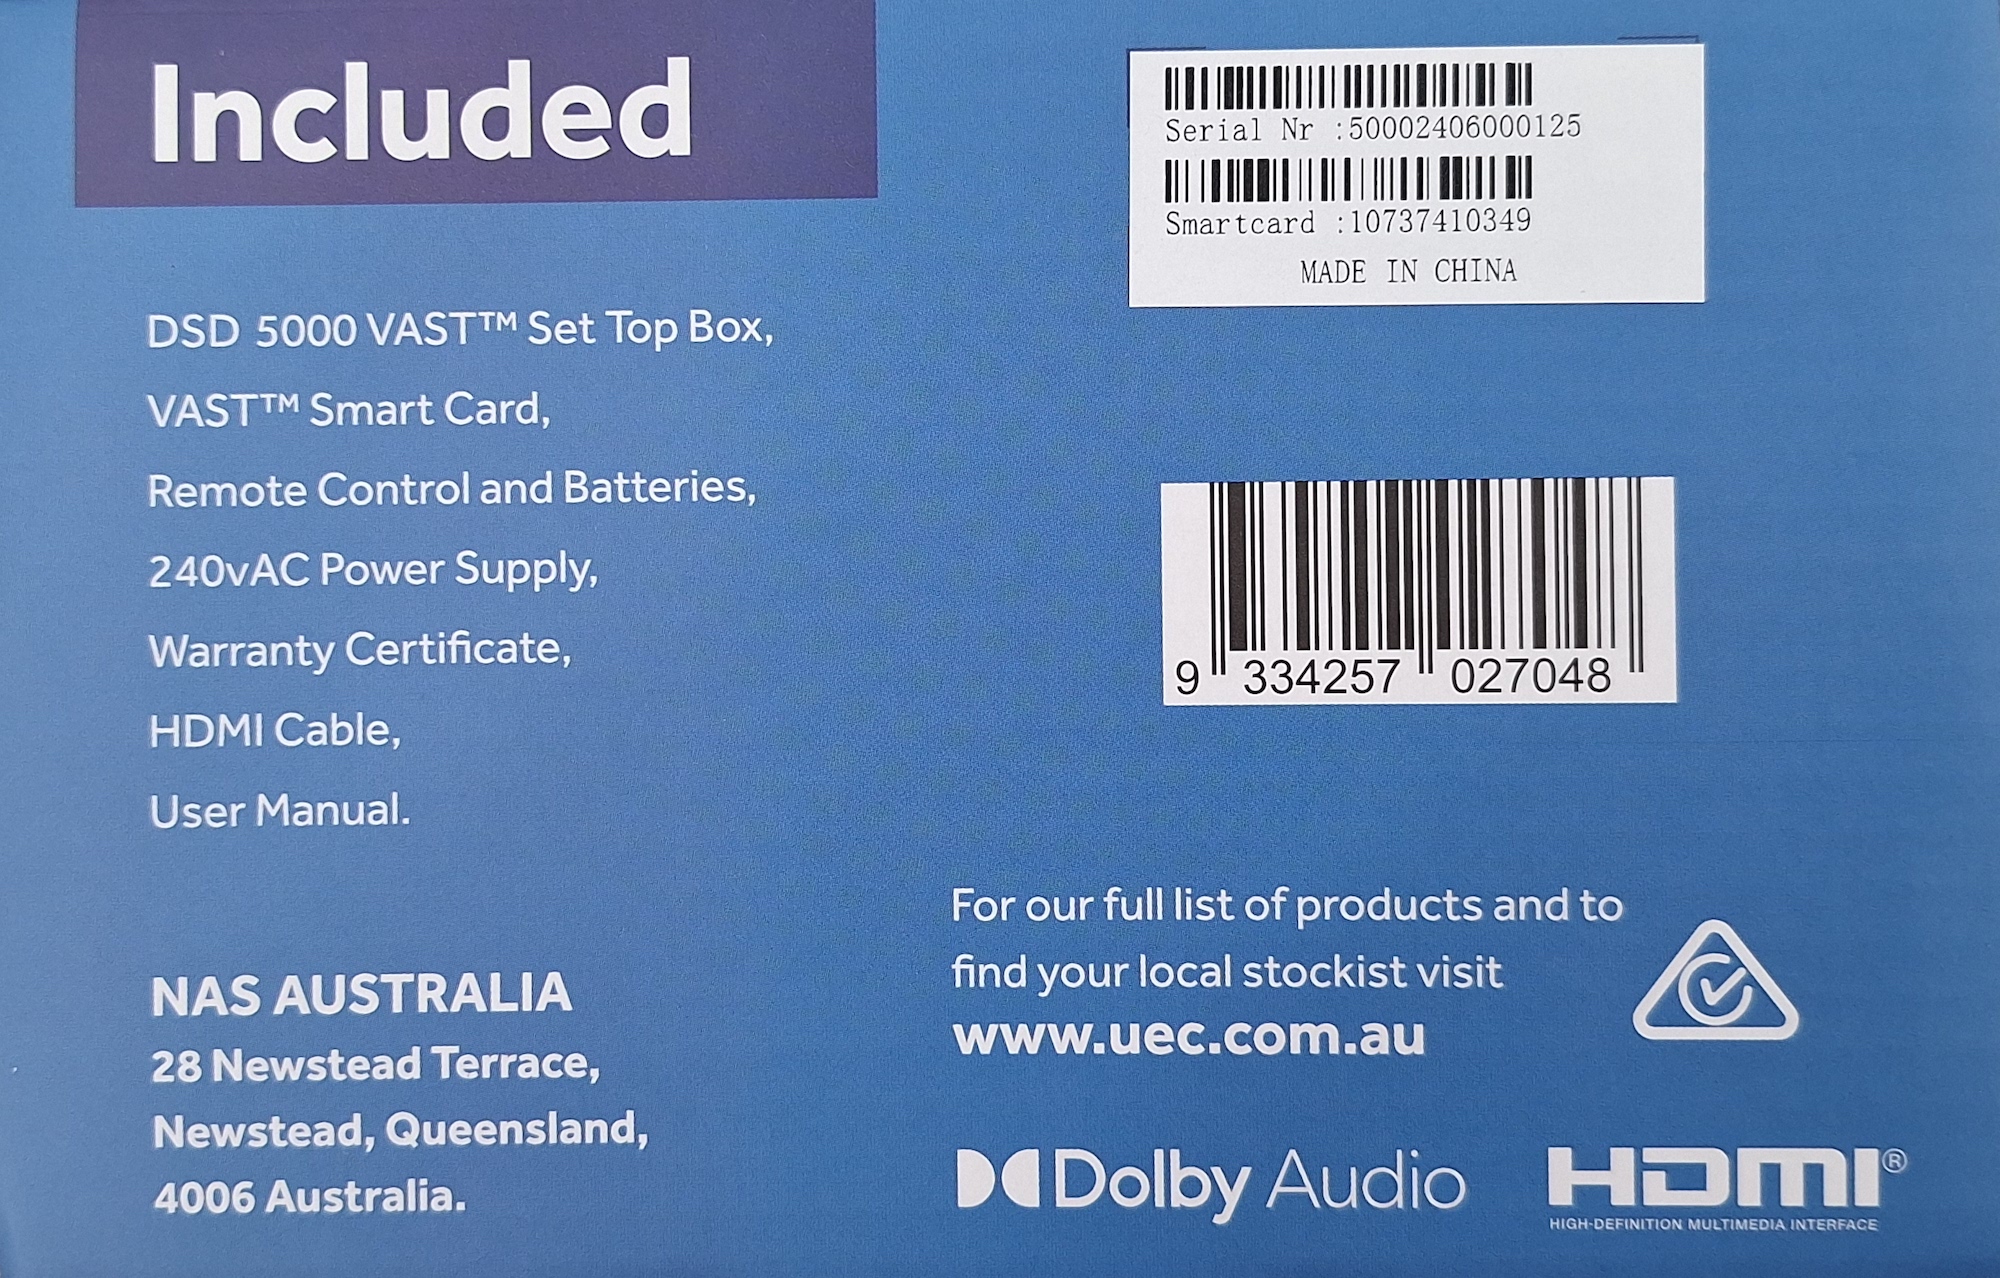 Included
DSD 5000 VAST™ Set Top Box,
VAST™ Smart Card,
Remote Control and Batteries,
240vAC Power Supply,
Warranty Certificate,
HDMI Cable,
User Manual.
NAS AUSTRALIA
28 Newstead Terrace,
Newstead, Queensland,
4006 Australia.
Serial Nr :50002406000125
Smartcard :10737410349
MADE IN CHINA
9 334257 027048
For our full list of products and to
find your local stockist visit
www.uec.com.au
Dolby Audio
HDMI®
HIGH-DEFINITION MULTIMEDIA INTERFACE